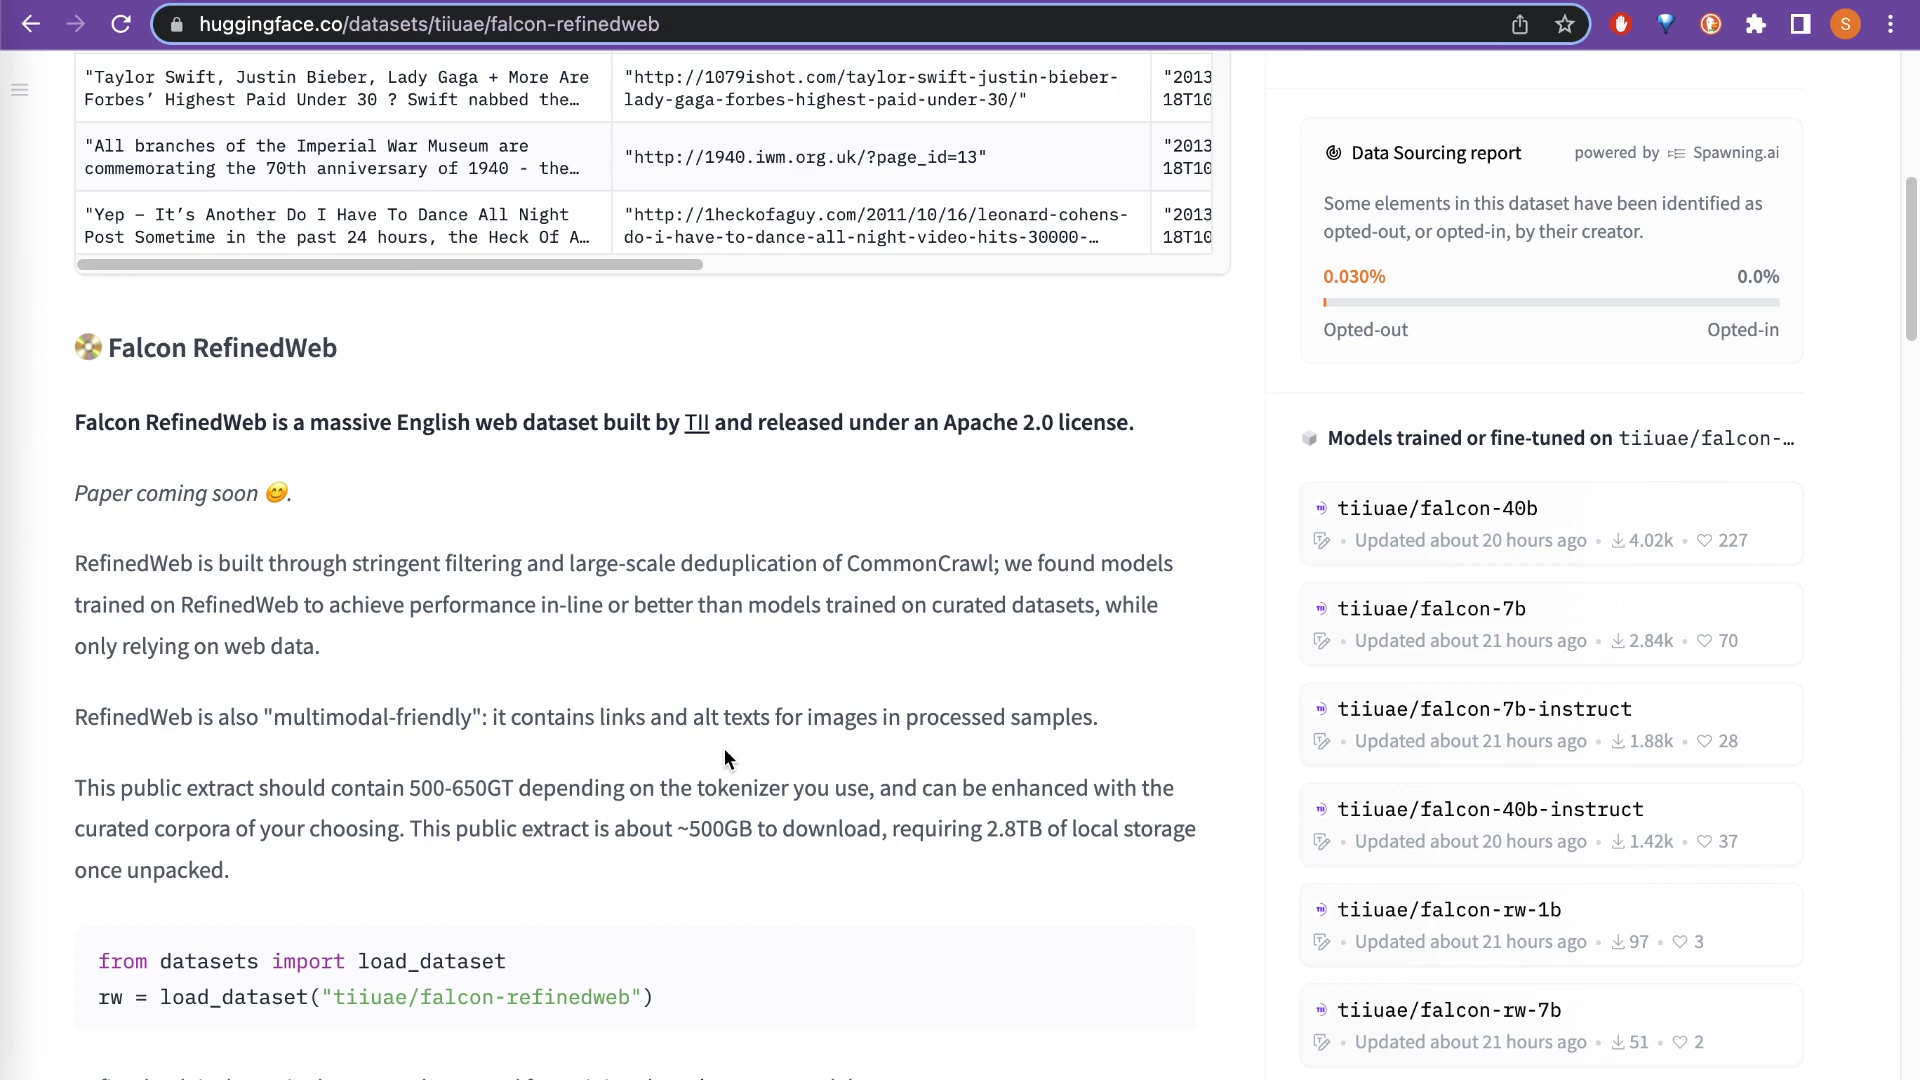 huggingface.co/datasets/tiiuae/falcon-refinedweb
S
"Taylor Swift, Justin Bieber, Lady Gaga + More Are
Forbes’ Highest Paid Under 30 ? Swift nabbed the…
"http://1079ishot.com/taylor-swift-justin-bieber-
lady-gaga-forbes-highest-paid-under-30/"
"2013
18T10
"All branches of the Imperial War Museum are
commemorating the 70th anniversary of 1940 - the…
"http://1940.iwm.org.uk/?page_id=13"
"2013
18T10
"Yep – It’s Another Do I Have To Dance All Night
Post Sometime in the past 24 hours, the Heck Of A…
"http://1heckofaguy.com/2011/10/16/leonard-cohens-
do-i-have-to-dance-all-night-video-hits-30000-…
"2013
18T10
Falcon RefinedWeb
Falcon RefinedWeb is a massive English web dataset built by TII and released under an Apache 2.0 license.
Paper coming soon 😊.
RefinedWeb is built through stringent filtering and large-scale deduplication of CommonCrawl; we found models
trained on RefinedWeb to achieve performance in-line or better than models trained on curated datasets, while
only relying on web data.
RefinedWeb is also "multimodal-friendly": it contains links and alt texts for images in processed samples.
This public extract should contain 500-650GT depending on the tokenizer you use, and can be enhanced with the
curated corpora of your choosing. This public extract is about ~500GB to download, requiring 2.8TB of local storage
once unpacked.
from datasets import load_dataset
rw = load_dataset("tiiuae/falcon-refinedweb")
Data Sourcing report
powered by Spawning.ai
Some elements in this dataset have been identified as
opted-out, or opted-in, by their creator.
0.030% 0.0%
Opted-out Opted-in
Models trained or fine-tuned on tiiuae/falcon-…
tiiuae/falcon-40b
• Updated about 20 hours ago • 4.02k • 227
tiiuae/falcon-7b
• Updated about 21 hours ago • 2.84k • 70
tiiuae/falcon-7b-instruct
• Updated about 21 hours ago • 1.88k • 28
tiiuae/falcon-40b-instruct
• Updated about 20 hours ago • 1.42k • 37
tiiuae/falcon-rw-1b
• Updated about 21 hours ago • 97 • 3
tiiuae/falcon-rw-7b
• Updated about 21 hours ago • 51 • 2